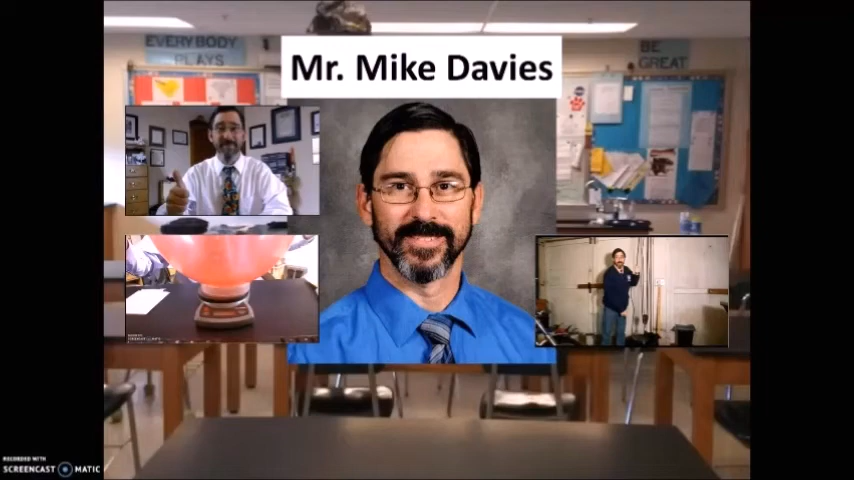 EVERYBODY
PLAYS
BE
GREAT
Mr. Mike Davies
RECORDED WITH
SCREENCAST MATIC